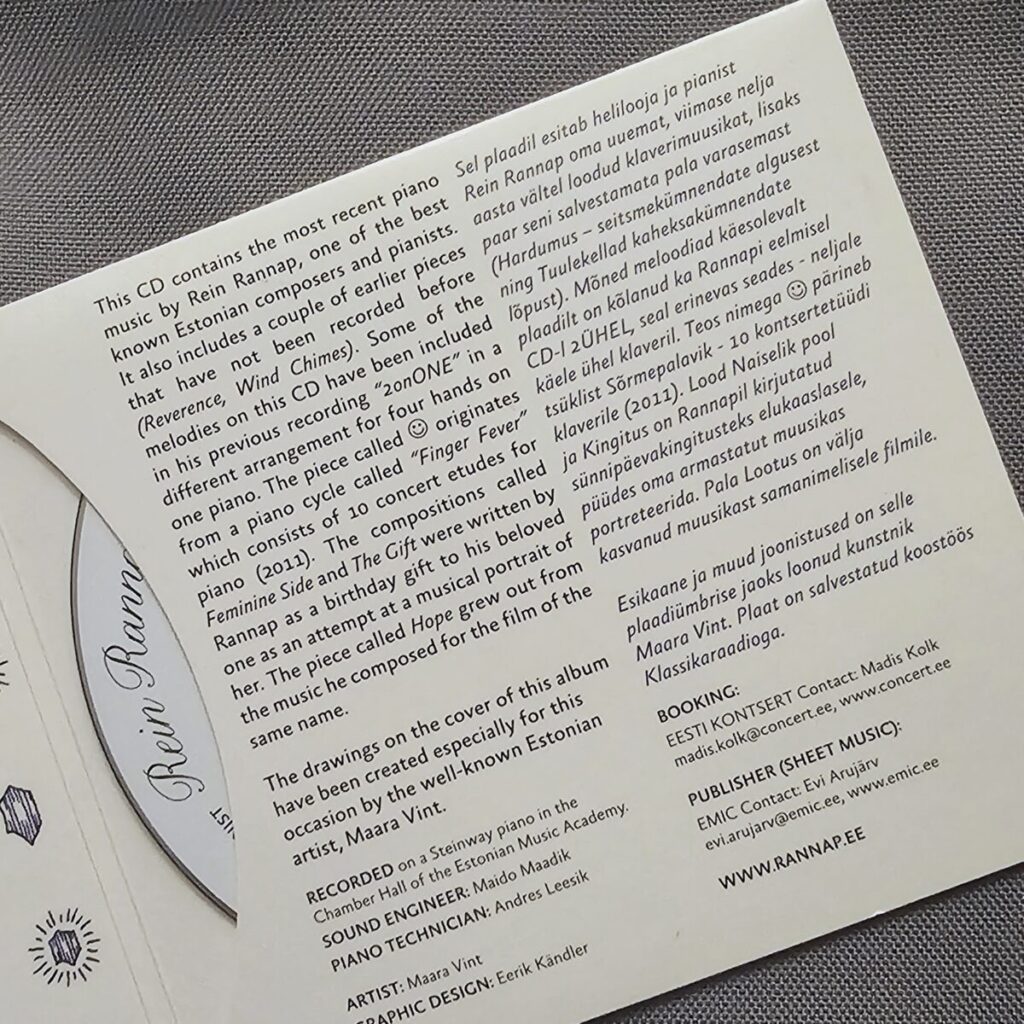 This CD contains the most recent piano
music by Rein Rannap, one of the best
known Estonian composers and pianists.
It also includes a couple of earlier pieces
that have not been recorded before
(Reverence, Wind Chimes). Some of the
melodies on this CD have been included
in his previous recording "2onONE" in a
different arrangement for four hands on
one piano. The piece called ☺ originates
from a piano cycle called "Finger Fever"
which consists of 10 concert etudes for
piano (2011). The compositions called
Feminine Side and The Gift were written by
Rannap as a birthday gift to his beloved
one as an attempt at a musical portrait of
her. The piece called Hope grew out from
the music he composed for the film of the
same name.
The drawings on the cover of this album
have been created especially for this
occasion by the well-known Estonian
artist, Maara Vint.
RECORDED on a Steinway piano in the
Chamber Hall of the Estonian Music Academy.
SOUND ENGINEER: Maido Maadik
PIANO TECHNICIAN: Andres Leesik
ARTIST: Maara Vint
GRAPHIC DESIGN: Eerik Kändler
Sel plaadil esitab helilooja ja pianist
Rein Rannap oma uuemat, viimase nelja
aasta vältel loodud klaverimuusikat, lisaks
paar seni salvestamata pala varasemast
(Hardumus – seitsmekümnendate algusest
ning Tuulekellad kaheksakümnendate
lõpust). Mõned meloodiad käesolevalt
plaadilt on kõlanud ka Rannapi eelmisel
CD-l 2ÜHEL, seal erinevas seades - neljale
käele ühel klaveril. Teos nimega ☺ pärineb
tsüklist Sõrmepalavik - 10 kontsertetüüdi
klaverile (2011). Lood Naiselik pool
ja Kingitus on Rannapil kirjutatud
sünnipäevakingitusteks elukaaslasele,
püüdes oma armastatut muusikas
portreteerida. Pala Lootus on välja
kasvanud muusikast samanimelisele filmile.
Esikaane ja muud joonistused on selle
plaadiümbrise jaoks loonud kunstnik
Maara Vint. Plaat on salvestatud koostöös
Klassikaraadioga.
BOOKING:
EESTI KONTSERT Contact: Madis Kolk
madis.kolk@concert.ee, www.concert.ee
PUBLISHER (SHEET MUSIC):
EMIC Contact: Evi Arujärv
evi.arujarv@emic.ee, www.emic.ee
WWW.RANNAP.EE
Rein Ranna